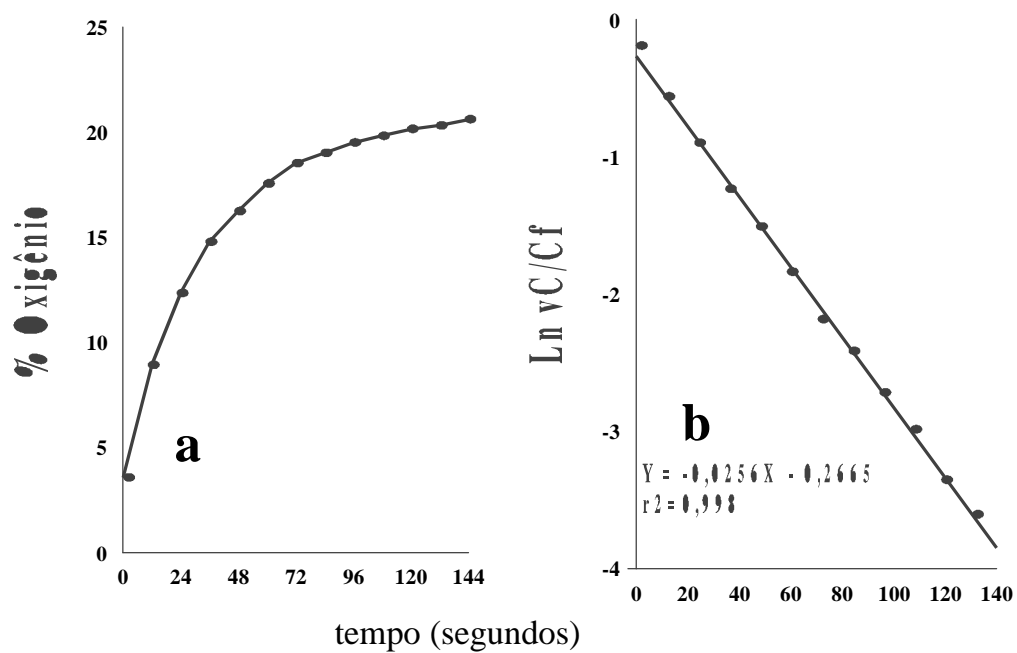 25
20
15
10
5
0
% Oxigênio
a
0 24 48 72 96 120 144
0
-1
-2
-3
-4
Ln vC/Cf
b
Y = -0,0256X - 0,2665
r2=0,998
0 20 40 60 80 100 120 140
tempo (segundos)